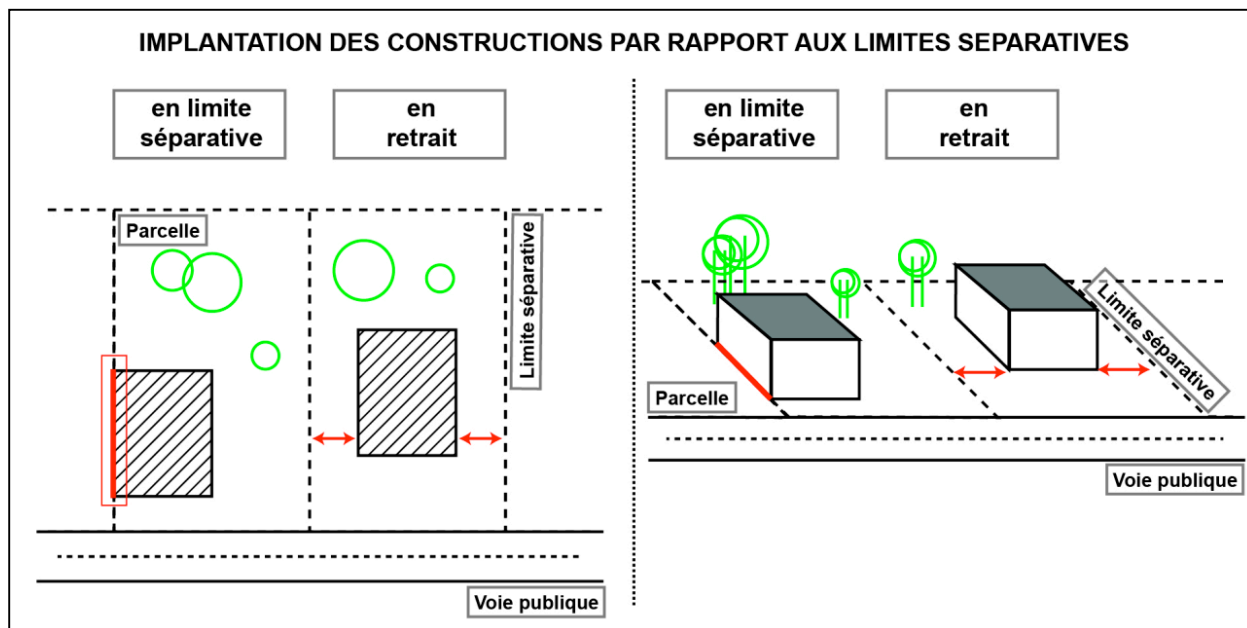 IMPLANTATION DES CONSTRUCTIONS PAR RAPPORT AUX LIMITES SEPARATIVES
en limite
séparative
en
retrait
Parcelle
Limite séparative
Voie publique
en limite
séparative
en
retrait
Limite séparative
Parcelle
Voie publique